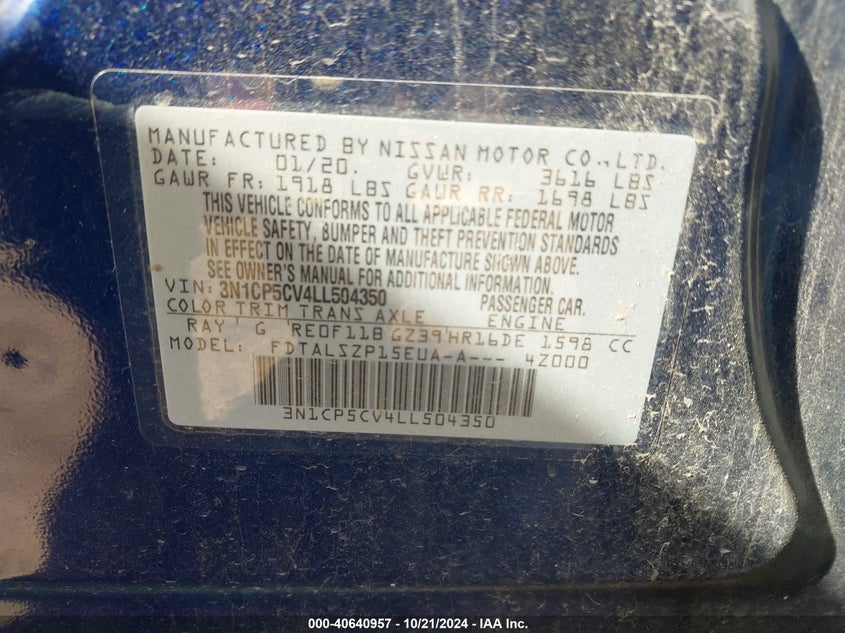 MANUFACTURED BY NISSAN MOTOR CO.,LTD.
DATE: 01/20. GVWR: 3616 LBS
GAWR FR: 1918 LBS GAWR RR: 1698 LBS
THIS VEHICLE CONFORMS TO ALL APPLICABLE FEDERAL MOTOR
VEHICLE SAFETY, BUMPER AND THEFT PREVENTION STANDARDS
IN EFFECT ON THE DATE OF MANUFACTURE SHOWN ABOVE.
SEE OWNER'S MANUAL FOR ADDITIONAL INFORMATION.
VIN: 3N1CP5CV4LL504350 PASSENGER CAR.
COLOR TRIM TRANS AXLE ENGINE
RAY G RE0F11B GZ39 HR16DE 1598 CC
MODEL: FDTALSZP15EUA-A--- 4Z000
3N1CP5CV4LL504350
000-40640957 - 10/21/2024 - IAA Inc.